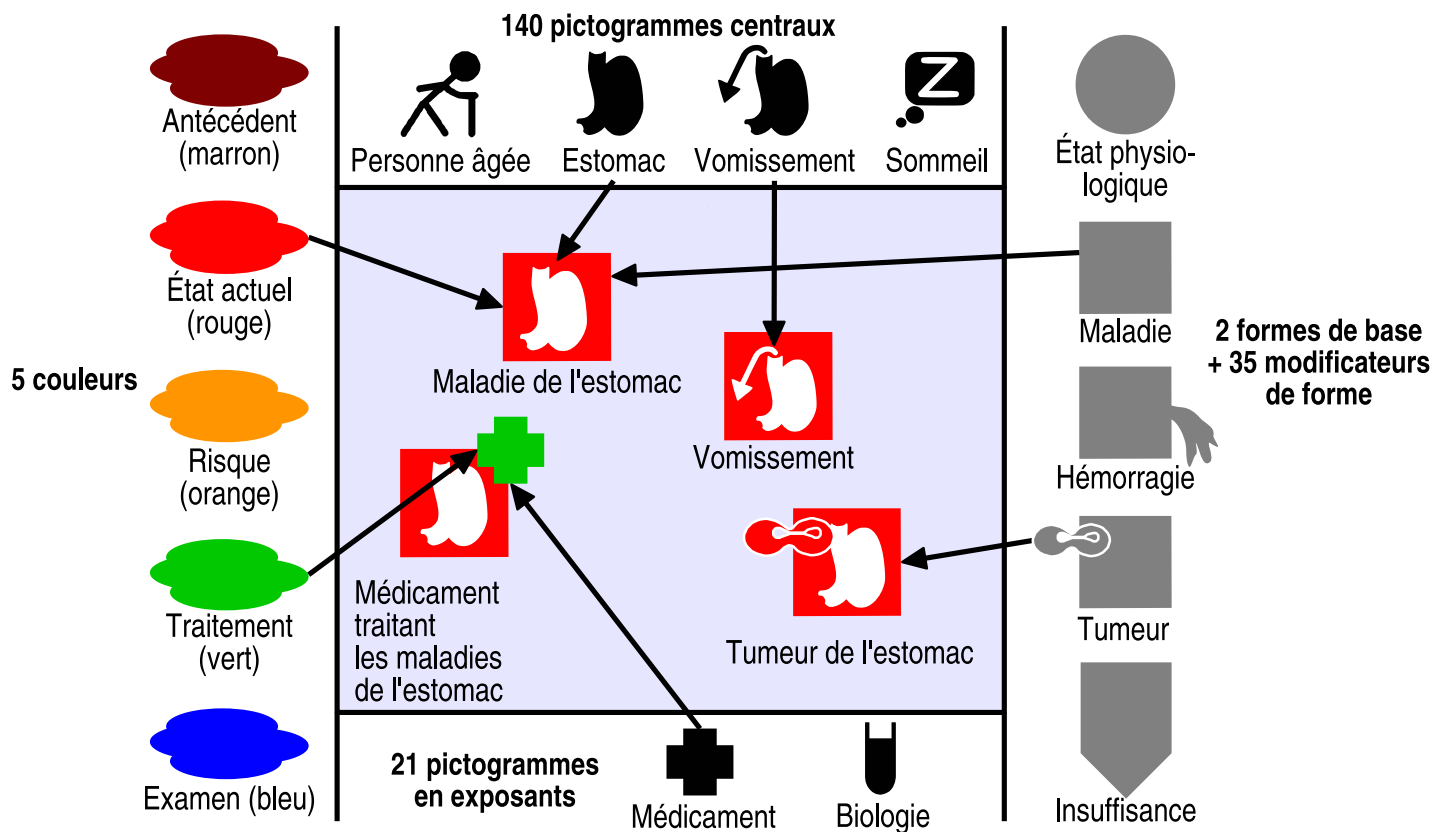 140 pictogrammes centraux
Personne âgée
Estomac
Vomissement
Sommeil
5 couleurs
Antécédent
(marron)
État actuel
(rouge)
Risque
(orange)
Traitement
(vert)
Examen (bleu)
Maladie de l'estomac
Vomissement
Médicament
traitant
les maladies
de l'estomac
Tumeur de l'estomac
21 pictogrammes
en exposants
Médicament
Biologie
État physio-
logique
Maladie
Hémorragie
Tumeur
Insuffisance
2 formes de base
+ 35 modificateurs
de forme
Z